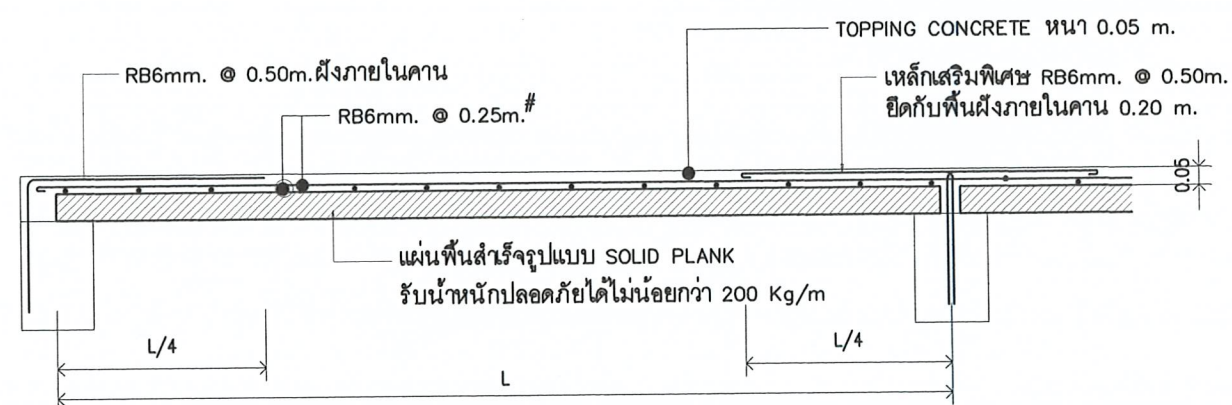 TOPPING CONCRETE หนา 0.05 m.
RB6mm. @ 0.50m.ฝังภายในคาน
เหล็กเสริมพิเศษ RB6mm. @ 0.50m.
ยึดกับพื้นฝังภายในคาน 0.20 m.
RB6mm. @ 0.25m.#
0.05
แผ่นพื้นสำเร็จรูปแบบ SOLID PLANK
รับน้ำหนักปลอดภัยได้ไม่น้อยกว่า 200 Kg/m
L/4
L/4
L